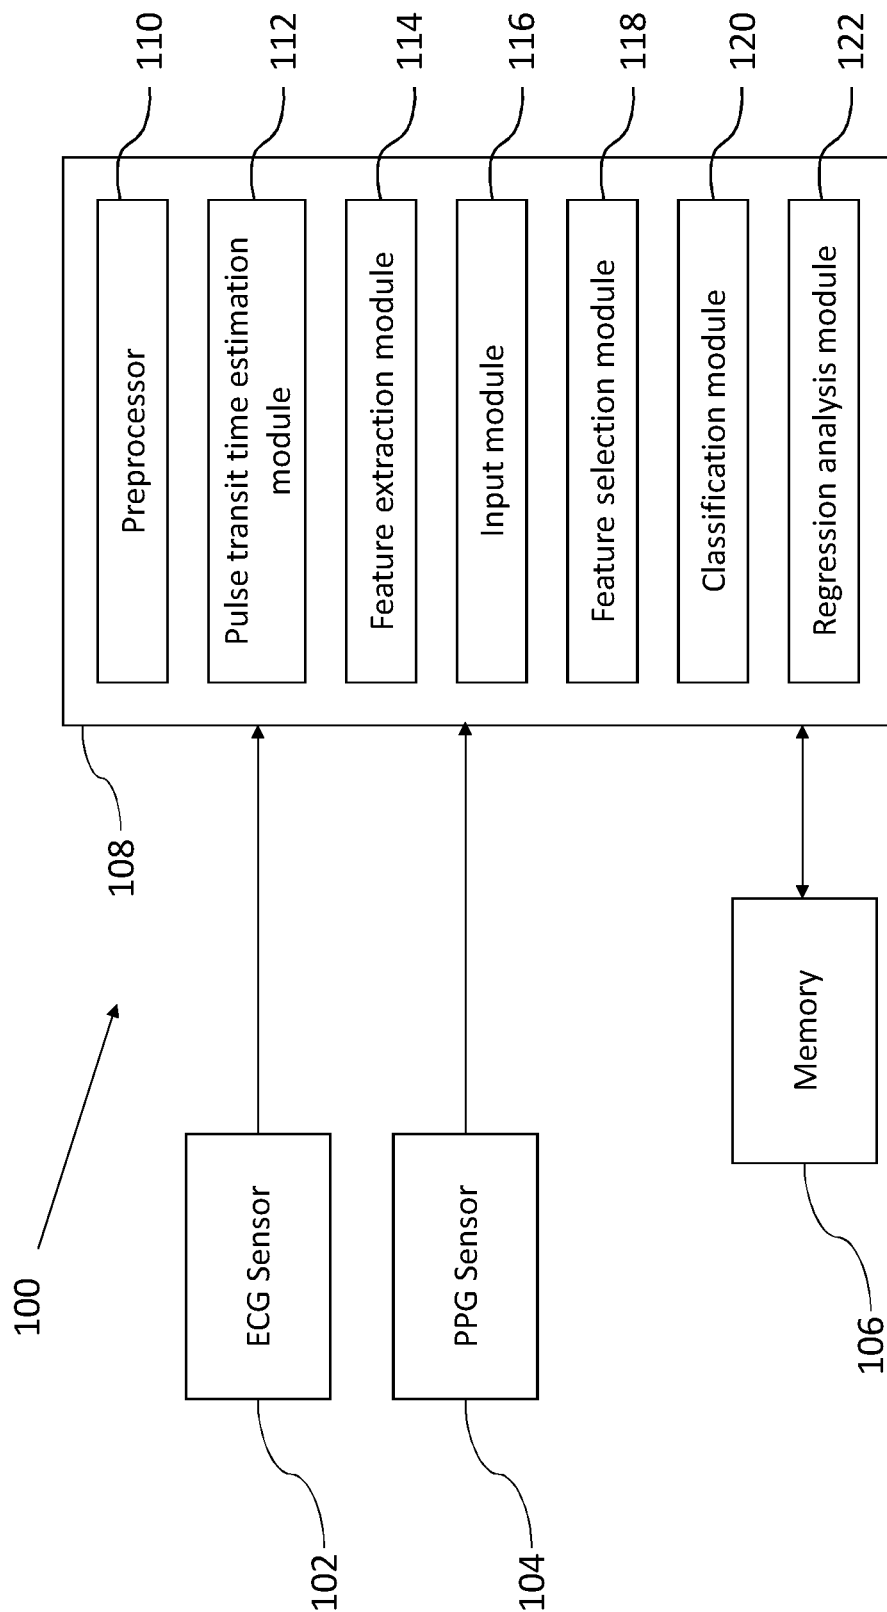 100
102
ECG Sensor
104
PPG Sensor
106
Memory
108
Preprocessor
110
Pulse transit time estimation
module
112
Feature extraction module
114
Input module
116
Feature selection module
118
Classification module
120
Regression analysis module
122